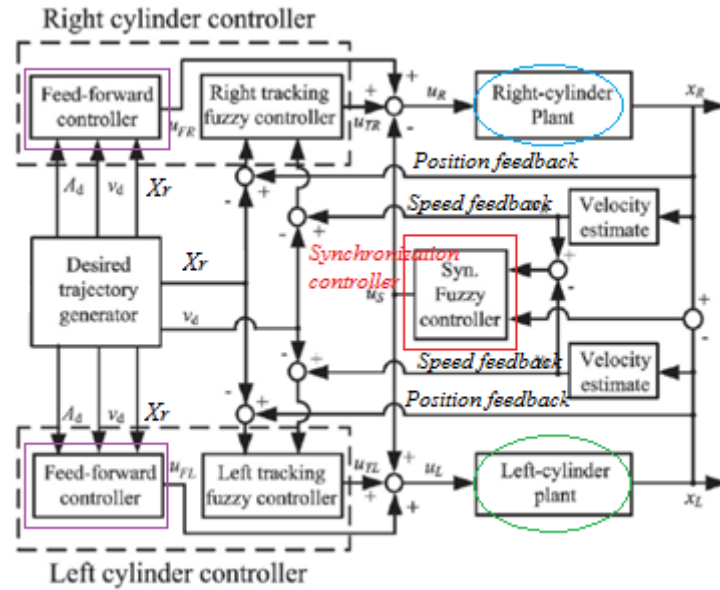 Right cylinder controller
Feed-forward
controller
u_FR
Right tracking
fuzzy controller
u_TR
+
+
-
u_R
Right-cylinder
Plant
x_R
A_d
v_d
X_r
Position feedback
+
-
Speed feedback
+
-
Velocity
estimate
Desired
trajectory
generator
X_r
v_d
Synchronization
controller
u_S
Syn.
Fuzzy
controller
+
-
+
-
Speed feedback
-
+
Velocity
estimate
A_d
v_d
X_r
Position feedback
-
+
Feed-forward
controller
u_FL
Left tracking
fuzzy controller
u_TL
+
+
+
u_L
Left-cylinder
plant
x_L
Left cylinder controller